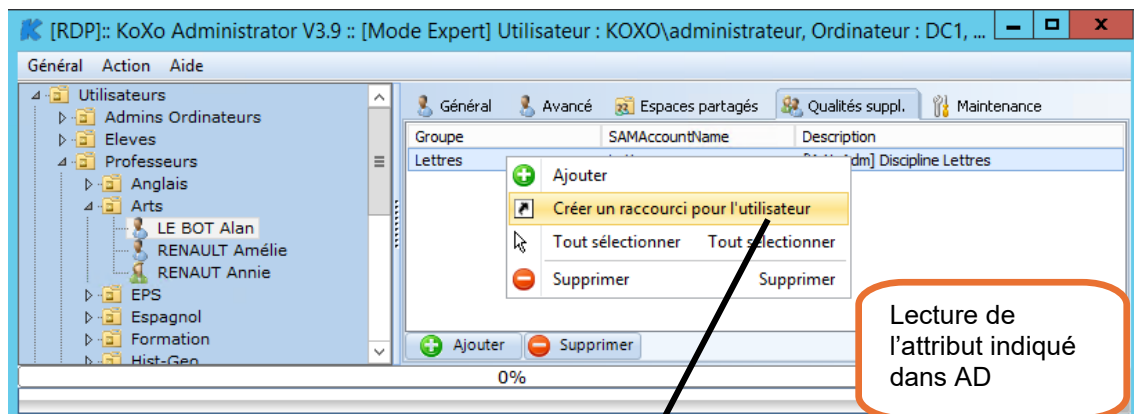 [RDP]:: KoXo Administrator V3.9 :: [Mode Expert] Utilisateur : KOXO\administrateur, Ordinateur : DC1, ...
Général Action Aide
Utilisateurs
Admins Ordinateurs
Eleves
Professeurs
Anglais
Arts
LE BOT Alan
RENAULT Amélie
RENAUT Annie
EPS
Espagnol
Formation
Hist-Geo
Général Avancé Espaces partagés Qualités suppl. Maintenance
Groupe SAMAccountName Description
Lettres Discipline Lettres
Ajouter
Créer un raccourci pour l'utilisateur
Tout sélectionner Tout sélectionner
Supprimer Supprimer
Ajouter Supprimer
0%
Lecture de
l'attribut indiqué
dans AD